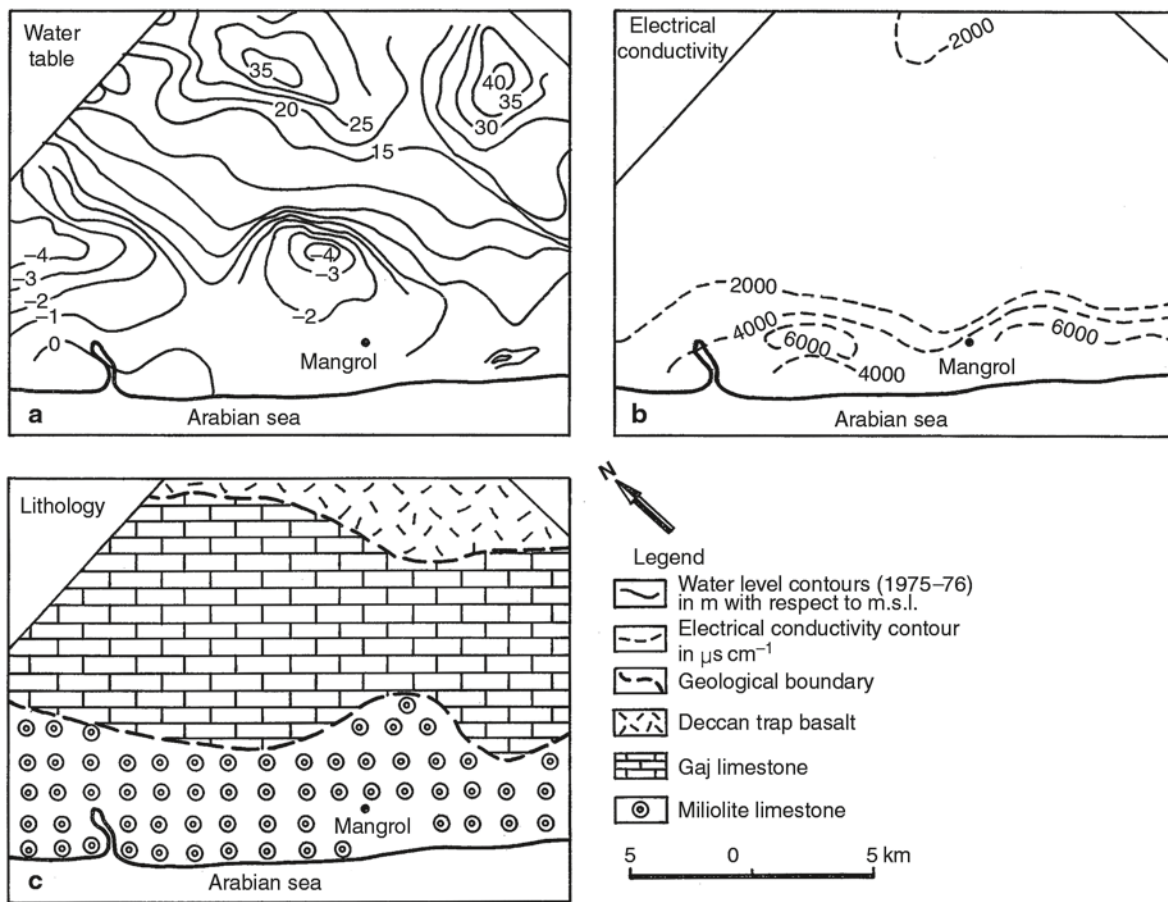 Water
table
35
20
25
15
40
35
30
–4
–3
–2
–1
0
–4
–3
–2
Mangrol
Arabian sea
a
Electrical
conductivity
2000
2000
4000
6000
4000
6000
Mangrol
Arabian sea
b
Lithology
Mangrol
Arabian sea
c
N
Legend
Water level contours (1975–76)
in m with respect to m.s.l.
Electrical conductivity contour
in μs cm⁻¹
Geological boundary
Deccan trap basalt
Gaj limestone
Miliolite limestone
5 0 5 km